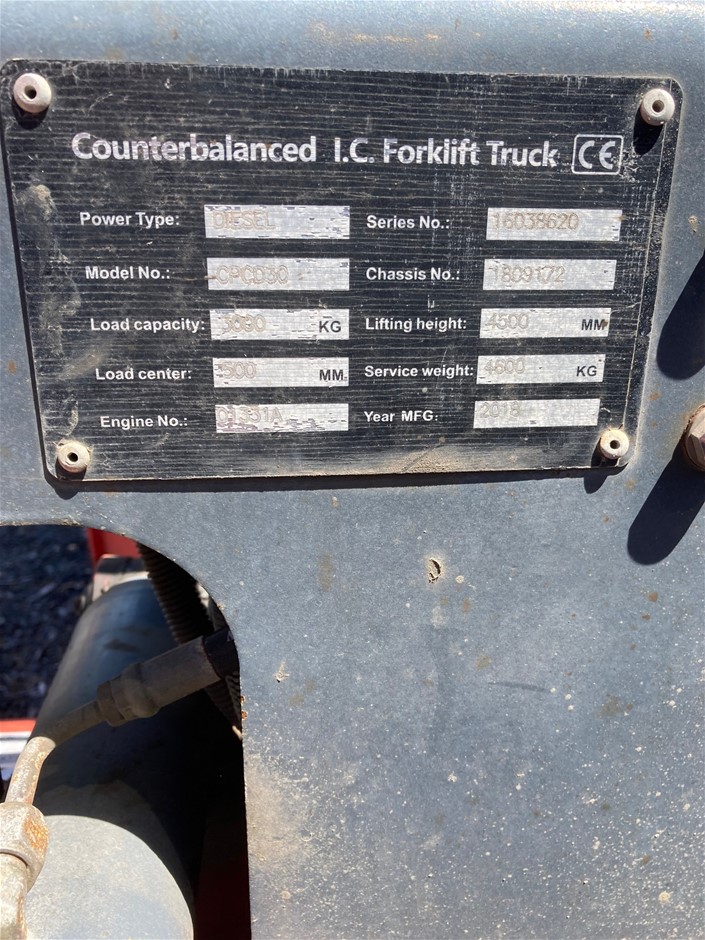 Counterbalanced I.C. Forklift Truck CE
Power Type: DIESEL Series No.: 16038620
Model No.: CPCD30 Chassis No.: 1809172
Load capacity: 3000 KG Lifting height: 4500 MM
Load center: 500 MM Service weight: 4600 KG
Engine No.: Year MFG: 2018